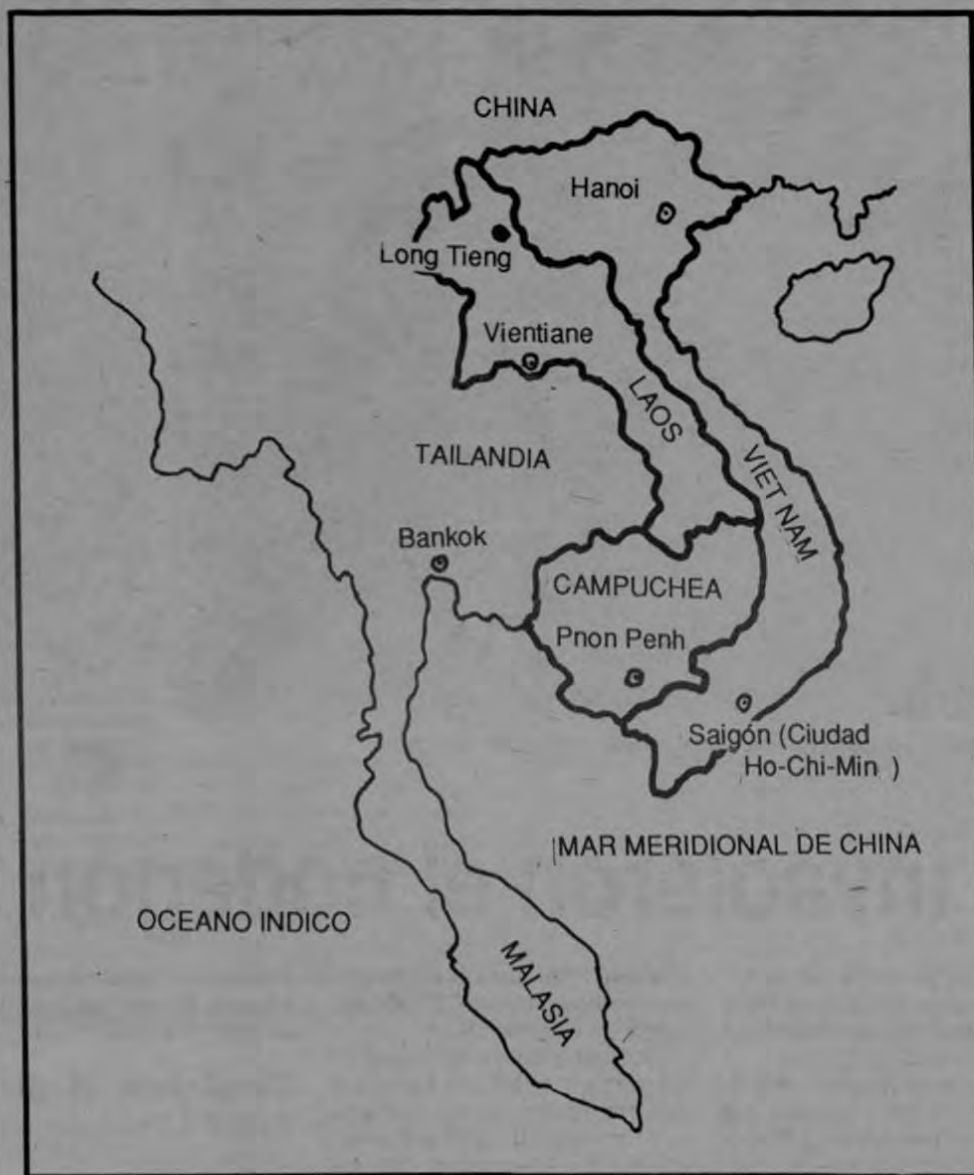 CHINA
Hanoi
Long Tieng
Vientiane
LAOS
TAILANDIA
VIET NAM
Bankok
CAMPUCHEA
Pnon Penh
Saigón (Ciudad
Ho-Chi-Min )
MAR MERIDIONAL DE CHINA
OCEANO INDICO
MALASIA